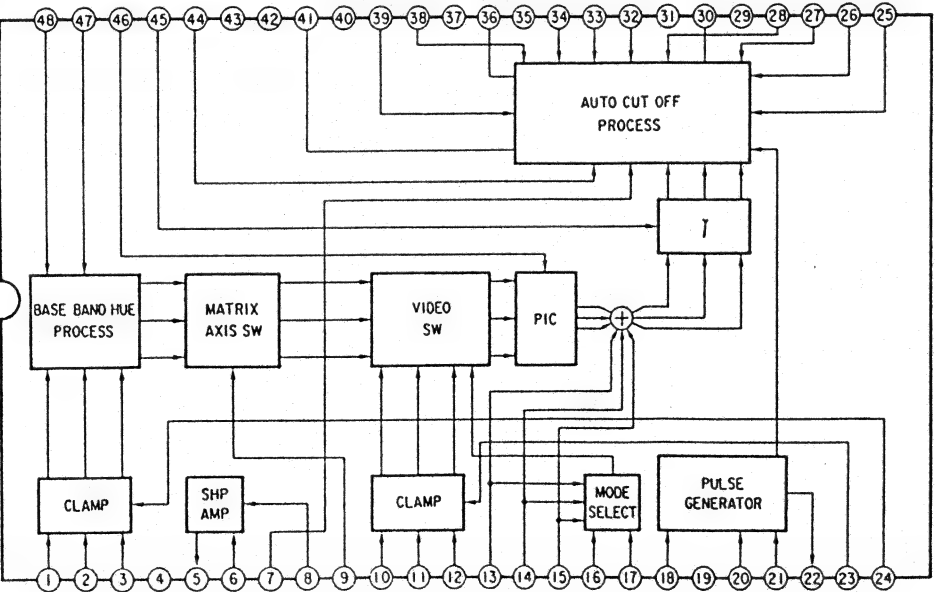 48 47 46 45 44 43 42 41 40 39 38 37 36 35 34 33 32 31 30 29 28 27 26 25
AUTO CUT OFF
PROCESS
γ
BASE BAND HUE
PROCESS
MATRIX
AXIS SW
VIDEO
SW
PIC
+
CLAMP
SHP
AMP
CLAMP
MODE
SELECT
PULSE
GENERATOR
1 2 3 4 5 6 7 8 9 10 11 12 13 14 15 16 17 18 19 20 21 22 23 24